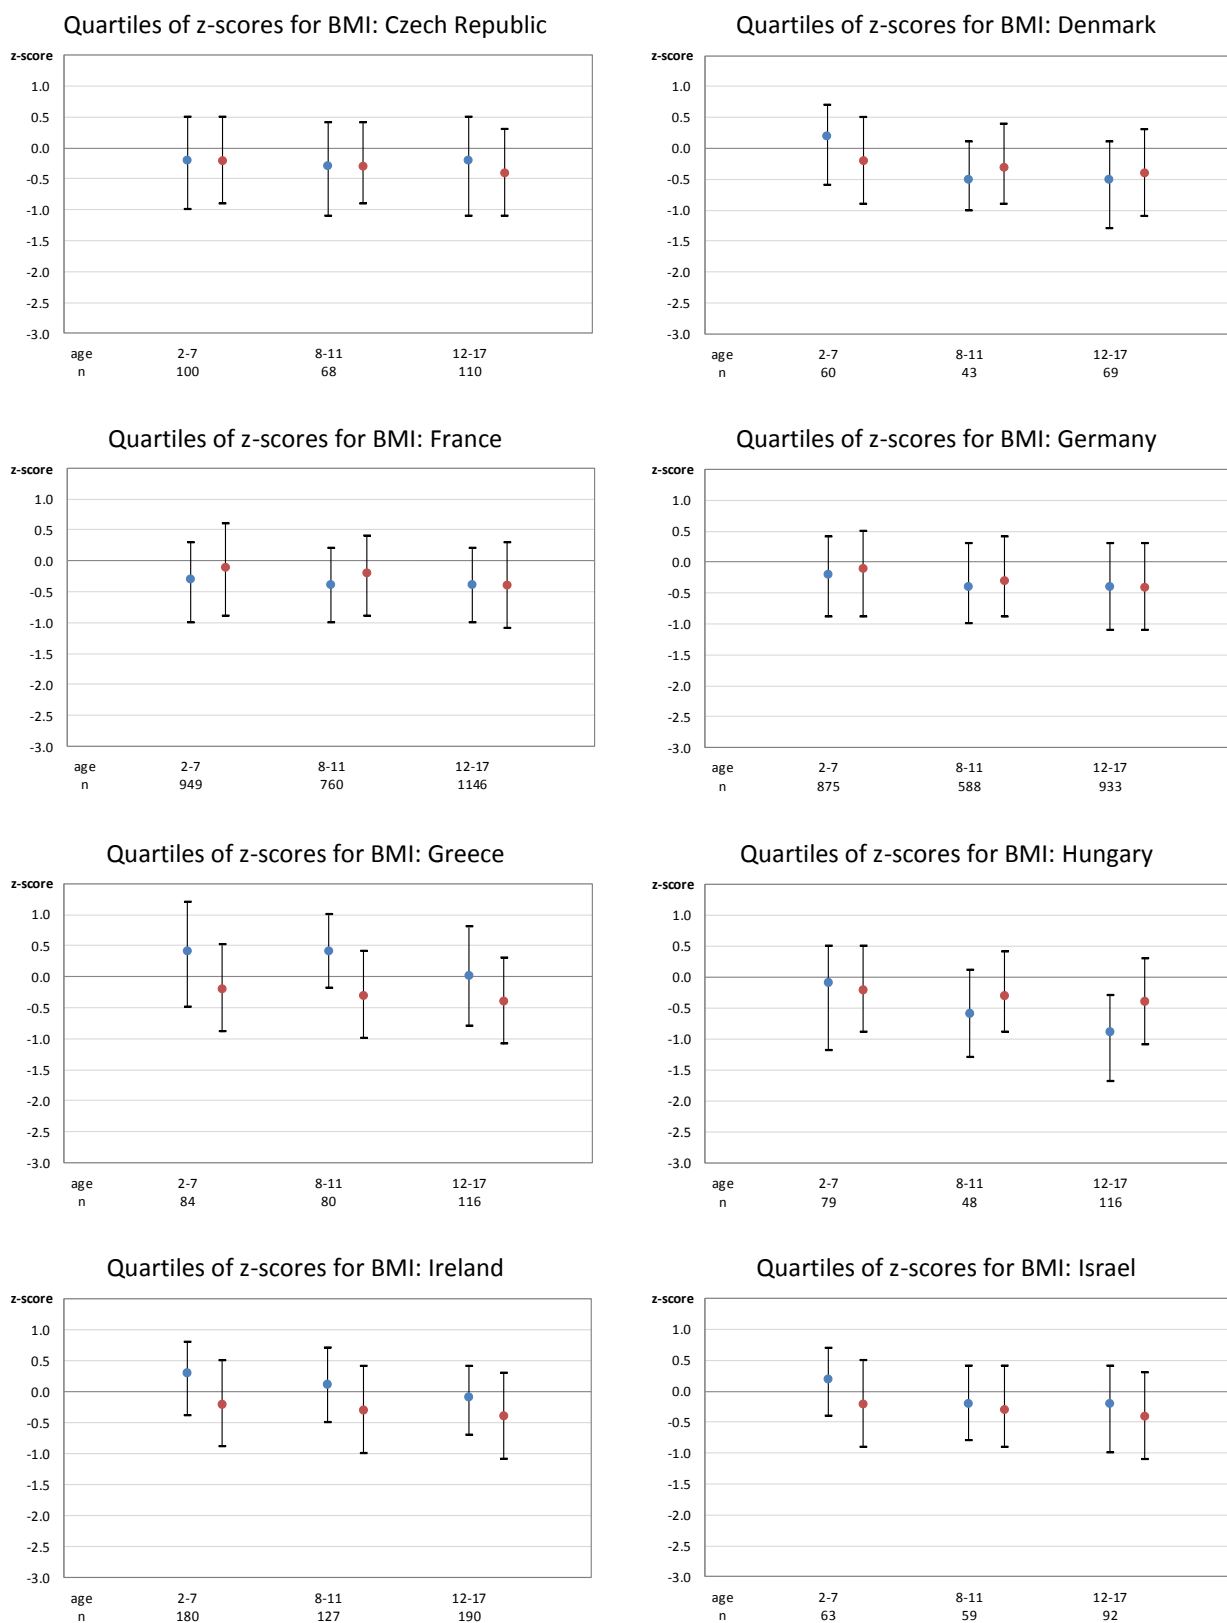 Quartiles of z-scores for BMI: Czech Republic
z-score
1.0
0.5
0.0
-0.5
-1.0
-1.5
-2.0
-2.5
-3.0
age 2-7 8-11 12-17
n 100 68 110
Quartiles of z-scores for BMI: Denmark
z-score
1.0
0.5
0.0
-0.5
-1.0
-1.5
-2.0
-2.5
-3.0
age 2-7 8-11 12-17
n 60 43 69
Quartiles of z-scores for BMI: France
z-score
1.0
0.5
0.0
-0.5
-1.0
-1.5
-2.0
-2.5
-3.0
age 2-7 8-11 12-17
n 949 760 1146
Quartiles of z-scores for BMI: Germany
z-score
1.0
0.5
0.0
-0.5
-1.0
-1.5
-2.0
-2.5
-3.0
age 2-7 8-11 12-17
n 875 588 933
Quartiles of z-scores for BMI: Greece
z-score
1.0
0.5
0.0
-0.5
-1.0
-1.5
-2.0
-2.5
-3.0
age 2-7 8-11 12-17
n 84 80 116
Quartiles of z-scores for BMI: Hungary
z-score
1.0
0.5
0.0
-0.5
-1.0
-1.5
-2.0
-2.5
-3.0
age 2-7 8-11 12-17
n 79 48 116
Quartiles of z-scores for BMI: Ireland
z-score
1.0
0.5
0.0
-0.5
-1.0
-1.5
-2.0
-2.5
-3.0
age 2-7 8-11 12-17
n 180 127 190
Quartiles of z-scores for BMI: Israel
z-score
1.0
0.5
0.0
-0.5
-1.0
-1.5
-2.0
-2.5
-3.0
age 2-7 8-11 12-17
n 63 59 92